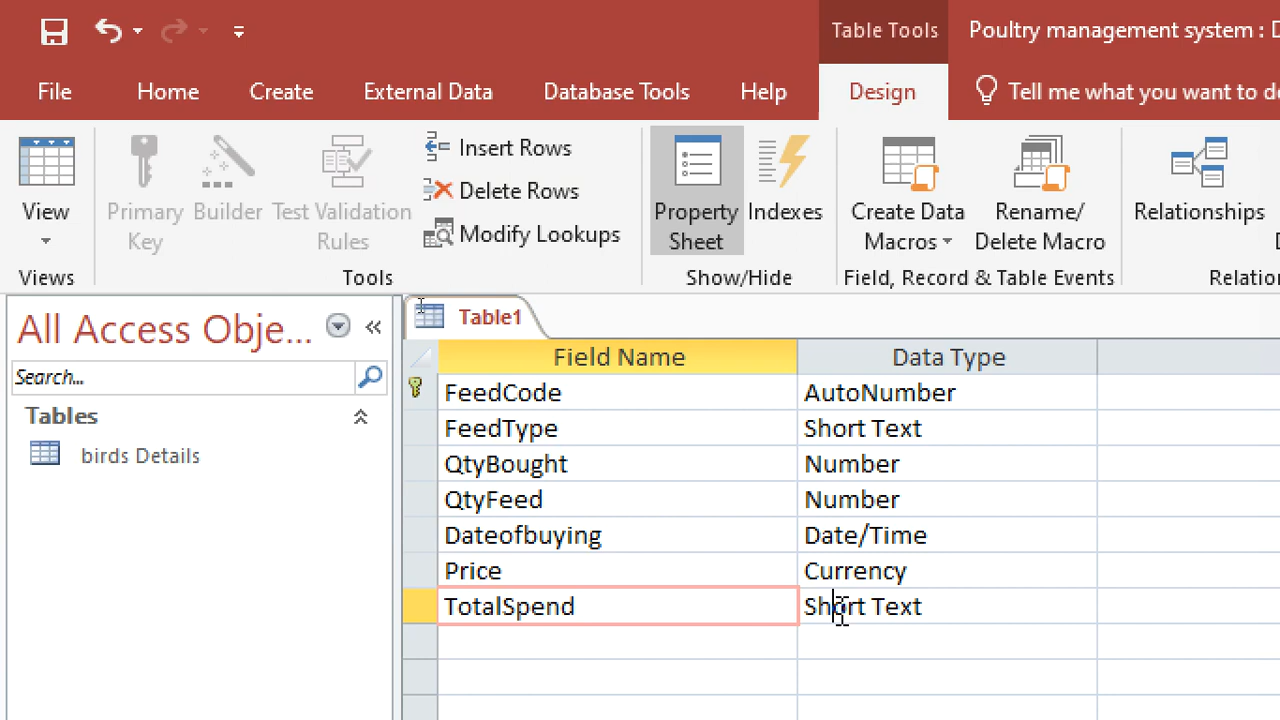 Table Tools
Poultry management system : D
File Home Create External Data Database Tools Help Design Tell me what you want to do
View
Primary Key
Builder
Test Validation Rules
Insert Rows
Delete Rows
Modify Lookups
Property Sheet
Indexes
Create Data Macros
Rename/ Delete Macro
Relationships
Views
Tools
Show/Hide
Field, Record & Table Events
Relation
All Access Obje...
Search...
Tables
birds Details
Table1
Field Name Data Type
FeedCode AutoNumber
FeedType Short Text
QtyBought Number
QtyFeed Number
Dateofbuying Date/Time
Price Currency
TotalSpend Short Text